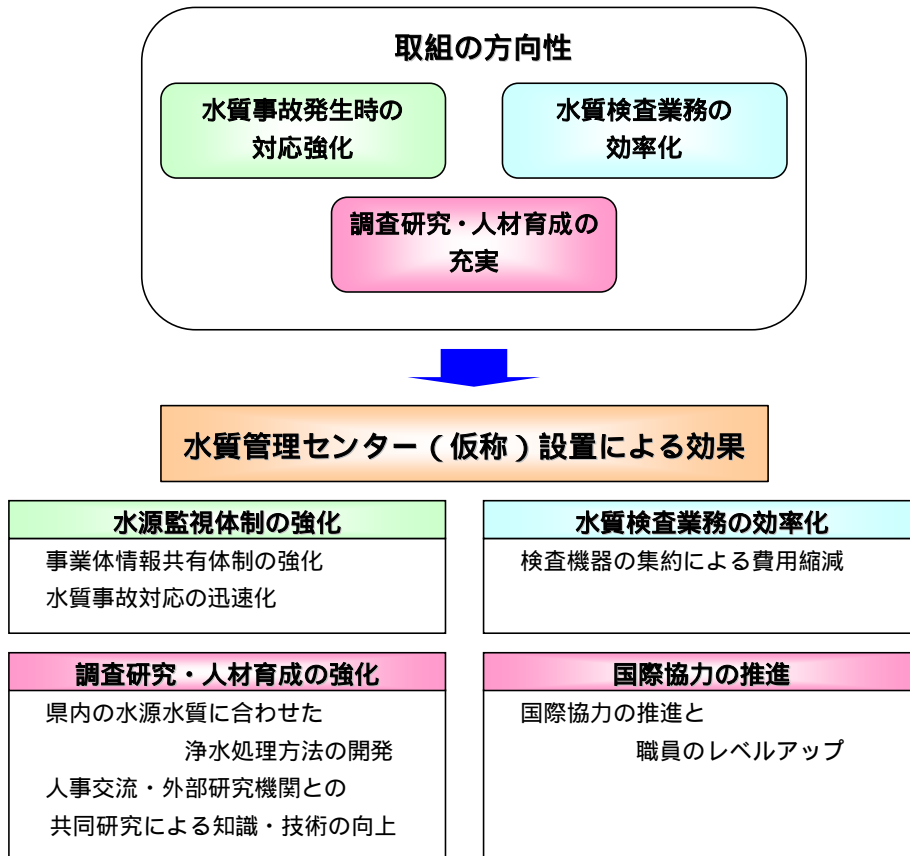 取組の方向性
水質事故発生時の
対応強化
水質検査業務の
効率化
調査研究・人材育成の
充実
水質管理センター（仮称）設置による効果
水源監視体制の強化
事業体情報共有体制の強化
水質事故対応の迅速化
水質検査業務の効率化
検査機器の集約による費用縮減
調査研究・人材育成の強化
県内の水源水質に合わせた
浄水処理方法の開発
人事交流・外部研究機関との
共同研究による知識・技術の向上
国際協力の推進
国際協力の推進と
職員のレベルアップ